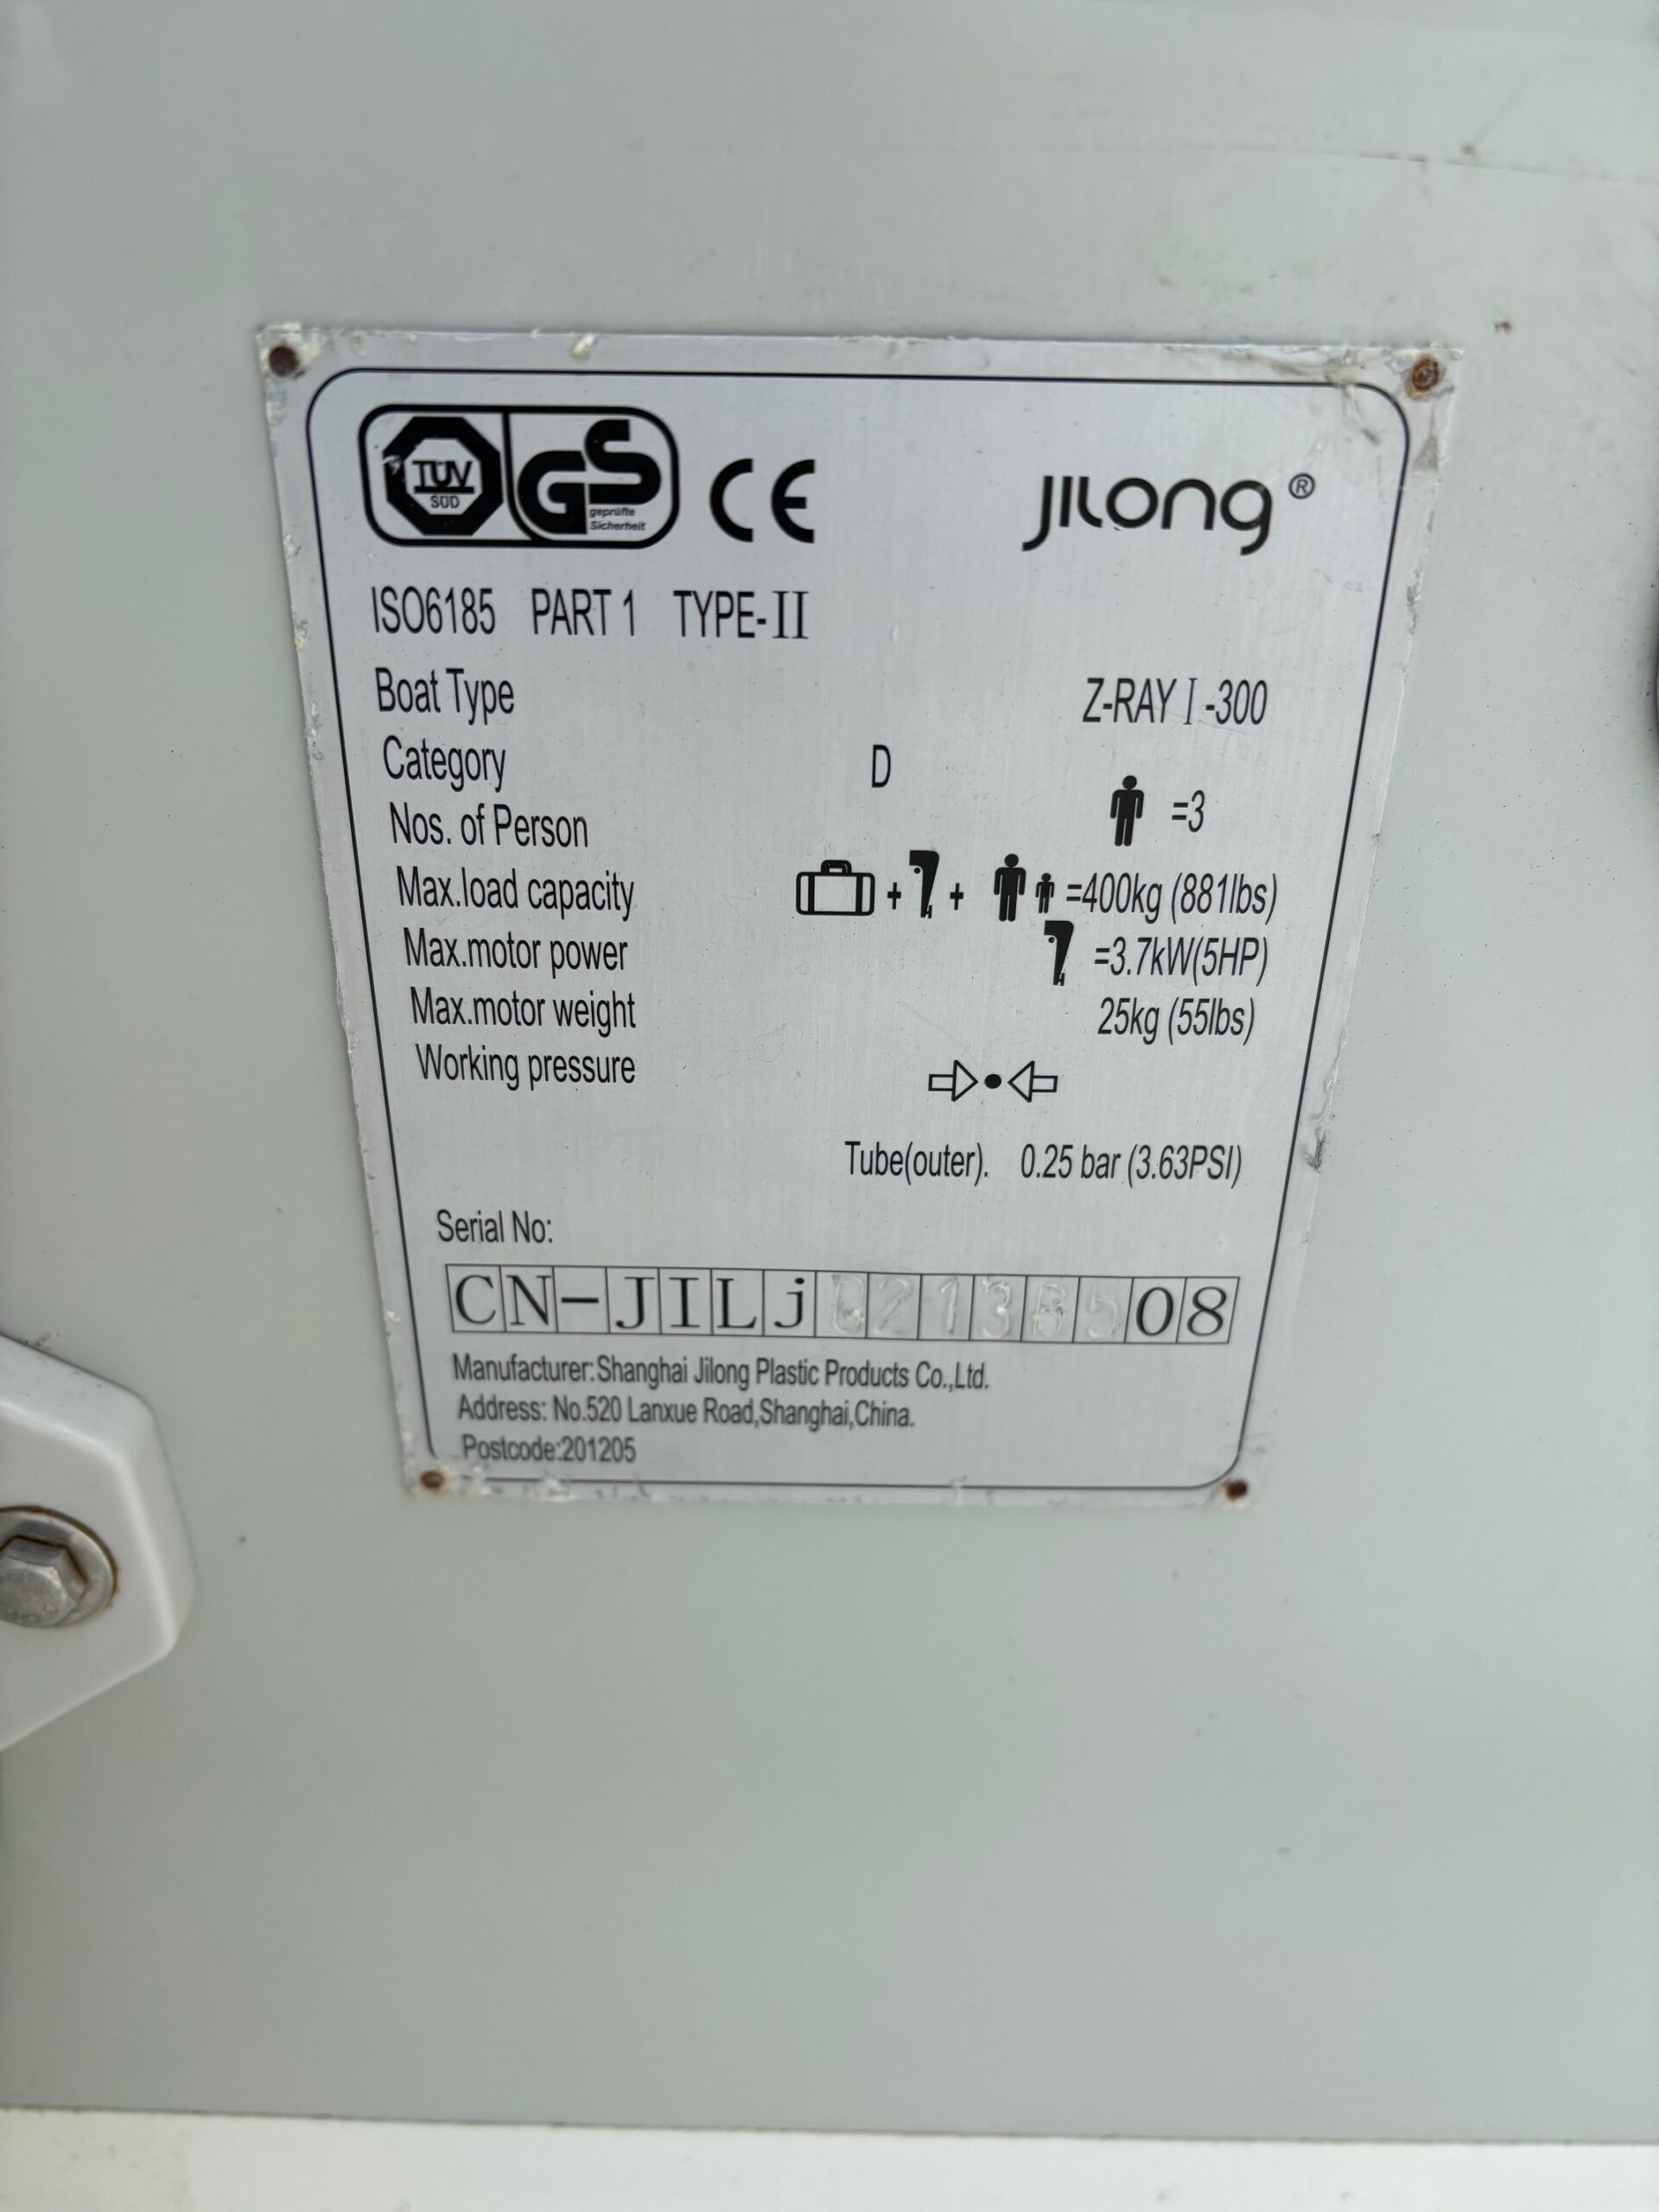 TÜV
SÜD
GS
geprüfte
Sicherheit
CE
JILong®
ISO6185 PART 1 TYPE-II
Boat Type Z-RAY I -300
Category D
Nos. of Person =3
Max.load capacity + + =400kg (881lbs)
Max.motor power =3.7kW(5HP)
Max.motor weight 25kg (55lbs)
Working pressure
Tube(outer). 0.25 bar (3.63PSI)
Serial No:
CN-JILj 08
Manufacturer:Shanghai Jilong Plastic Products Co.,Ltd.
Address: No.520 Lanxue Road,Shanghai,China.
Postcode:201205